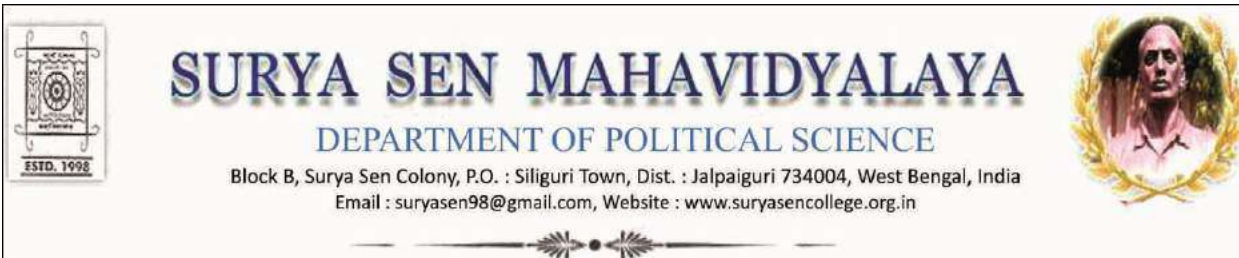 SURYA SEN MAHAVIDYALAYA
DEPARTMENT OF POLITICAL SCIENCE
Block B, Surya Sen Colony, P.O. : Siliguri Town, Dist. : Jalpaiguri 734004, West Bengal, India
Email : suryasen98@gmail.com, Website : www.suryasencollege.org.in
ESTD. 1998